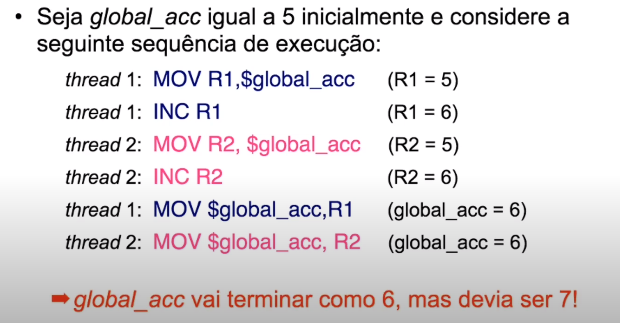 • Seja global_acc igual a 5 inicialmente e considere a
seguinte sequência de execução:
thread 1: MOV R1,$global_acc (R1 = 5)
thread 1: INC R1 (R1 = 6)
thread 2: MOV R2, $global_acc (R2 = 5)
thread 2: INC R2 (R2 = 6)
thread 1: MOV $global_acc,R1 (global_acc = 6)
thread 2: MOV $global_acc, R2 (global_acc = 6)
➡global_acc vai terminar como 6, mas devia ser 7!